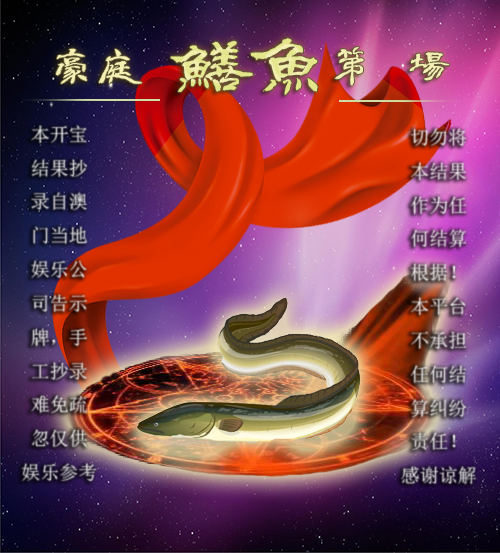 豪庭 鱔魚 第 場
本开宝
结果抄
录自澳
门当地
娱乐公
司告示
牌，手
工抄录
难免疏
忽仅供
娱乐参考
切勿将
本结果
作为任
何结算
根据！
本平台
不承担
任何结
算纠纷
责任！
感谢谅解